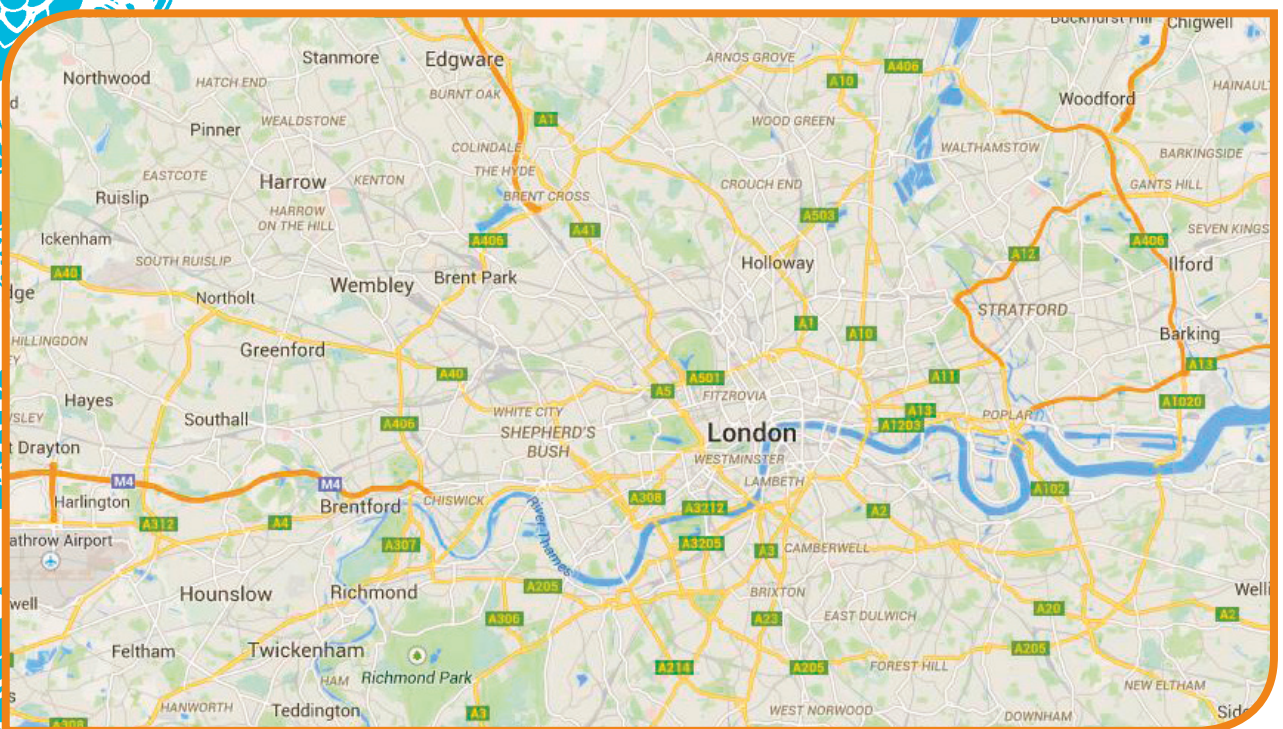 Buckhurst Hill
Chigwell
Stanmore
Edgware
ARNOS GROVE
A406
Northwood
HATCH END
A10
HAINAULT
BURNT OAK
Woodford
WEALDSTONE
A1
WOOD GREEN
Pinner
COLINDALE
WALTHAMSTOW
BARKINGSIDE
EASTCOTE
Harrow
KENTON
THE HYDE
CROUCH END
GANTS HILL
Ruislip
BRENT CROSS
HARROW
ON THE HILL
A503
A41
SEVEN KINGS
Ickenham
A406
A406
A12
SOUTH RUISLIP
Holloway
Ilford
A40
Brent Park
Wembley
Northolt
STRATFORD
A1
A10
Barking
HILLINGDON
Greenford
A13
A40
A501
A11
A5
FITZROVIA
Hayes
A1020
WHITE CITY
A13
POPLAR
Southall
A406
A1203
SHEPHERD'S
BUSH
London
t Drayton
WESTMINSTER
M4
M4
LAMBETH
A102
Harlington
Brentford
CHISWICK
A308
A3212
A2
A312
A4
River Thames
athrow Airport
A307
A3205
A3
CAMBERWELL
Hounslow
Richmond
A205
BRIXTON
well
Welli
A306
A23
EAST DULWICH
A20
A2
Feltham
Twickenham
A205
Richmond Park
A214
A205
FOREST HILL
HAM
NEW ELTHAM
HANWORTH
Teddington
A3
WEST NORWOOD
DOWNHAM
Sid
A308